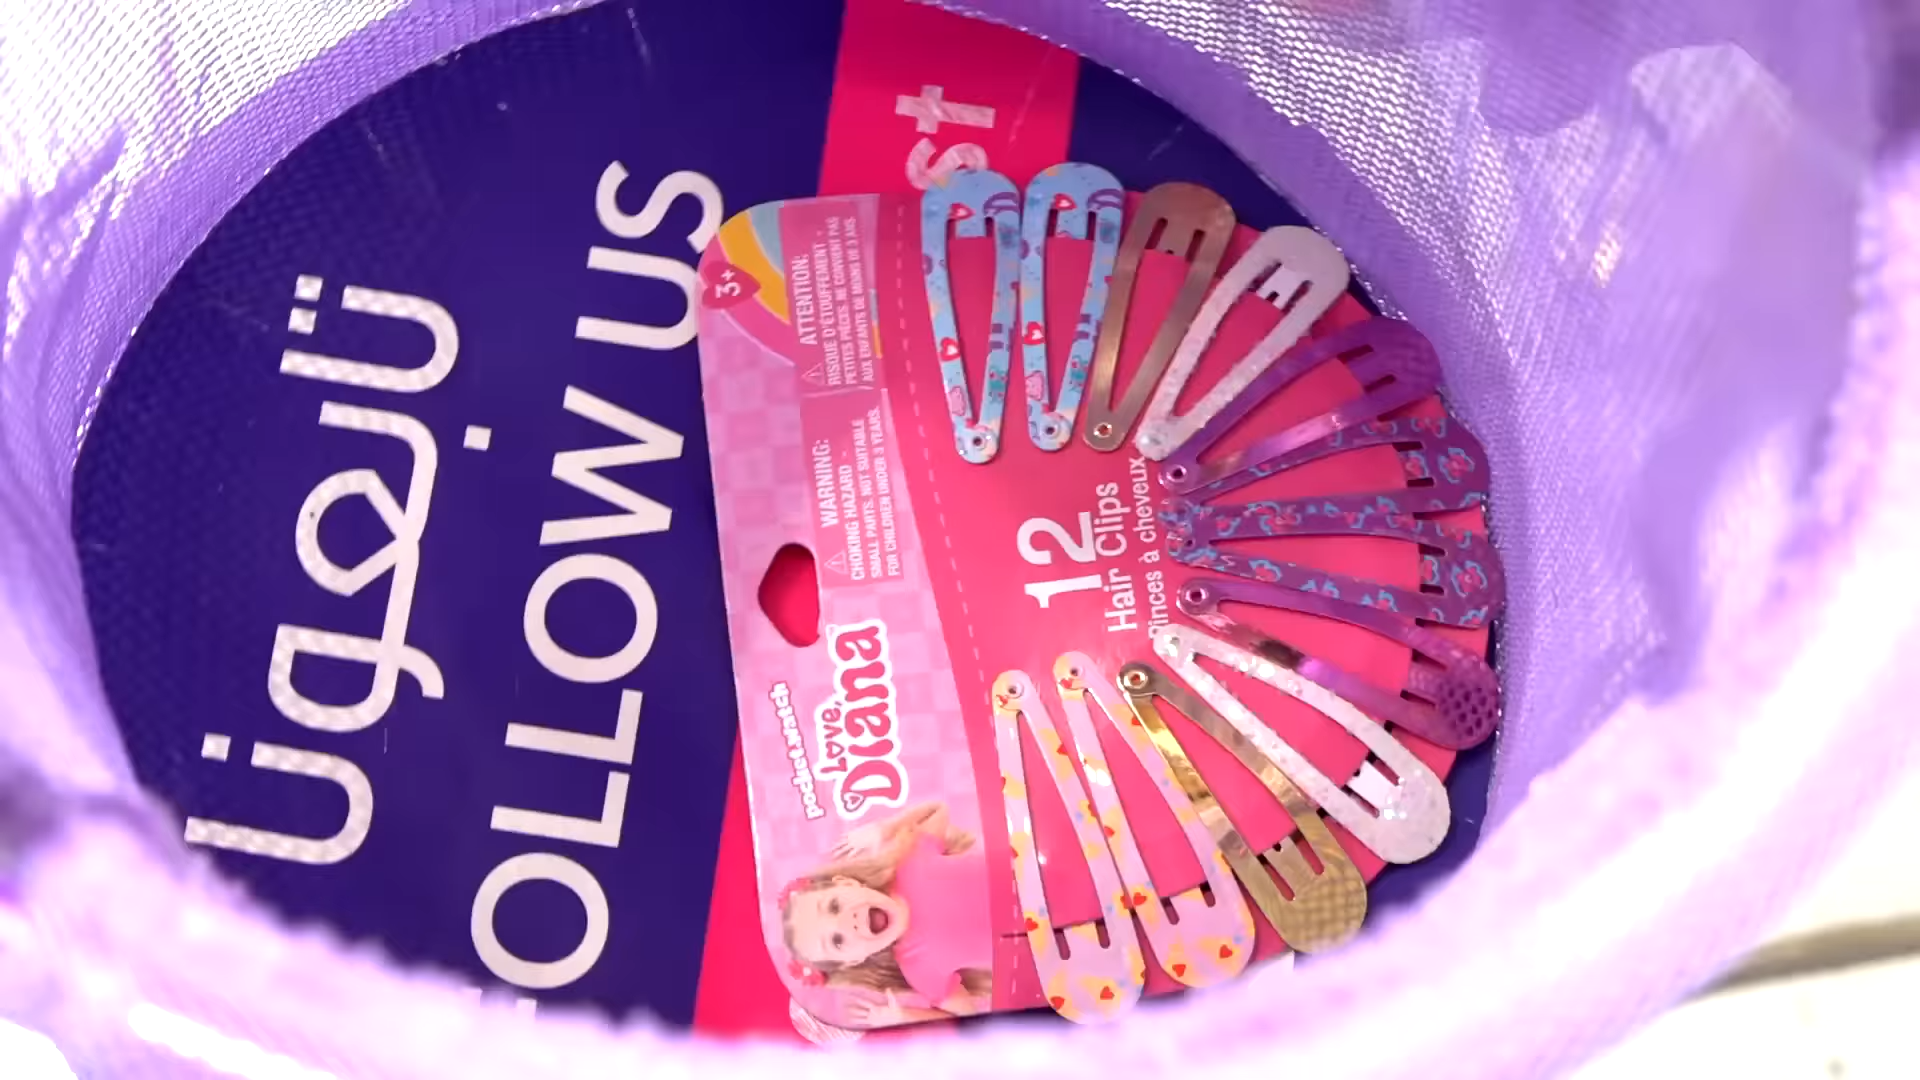 تابعونا
FOLLOW US
st
3+
ATTENTION:
RISQUE D'ÉTOUFFEMENT -
PETITES PIÈCES. NE CONVIENT PAS
AUX ENFANTS DE MOINS DE 3 ANS.
WARNING:
CHOKING HAZARD -
SMALL PARTS. NOT SUITABLE
FOR CHILDREN UNDER 3 YEARS.
pocket.watch
Love,
Diana
12
Hair Clips
Pinces à cheveux